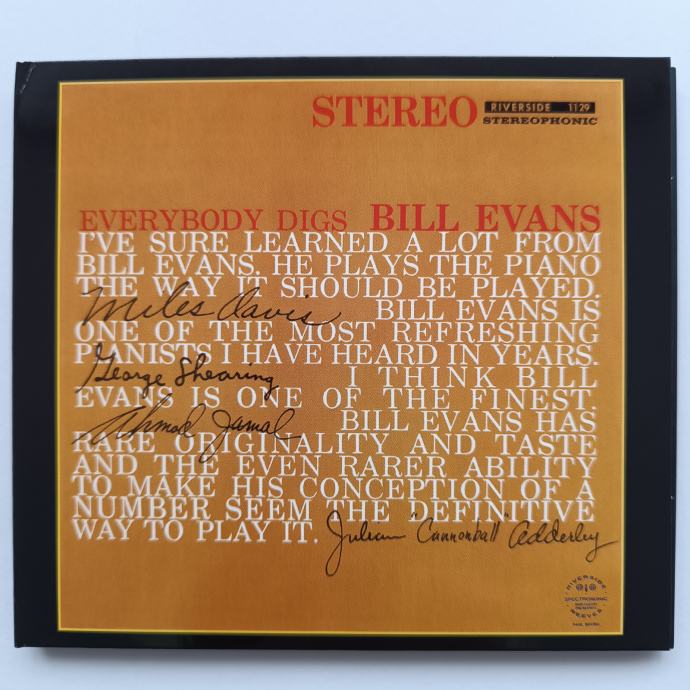 STEREO
RIVERSIDE 1129
STEREOPHONIC
EVERYBODY DIGS BILL EVANS
I'VE SURE LEARNED A LOT FROM
BILL EVANS. HE PLAYS THE PIANO
THE WAY IT SHOULD BE PLAYED.
Miles Davis BILL EVANS IS
ONE OF THE MOST REFRESHING
PIANISTS I HAVE HEARD IN YEARS.
George Shearing I THINK BILL
EVANS IS ONE OF THE FINEST.
Ahmad Jamal BILL EVANS HAS
RARE ORIGINALITY AND TASTE
AND THE EVEN RARER ABILITY
TO MAKE HIS CONCEPTION OF A
NUMBER SEEM THE DEFINITIVE
WAY TO PLAY IT. Julian "Cannonball" Adderley
RIVERSIDE
SPECTROSONIC
REEVES